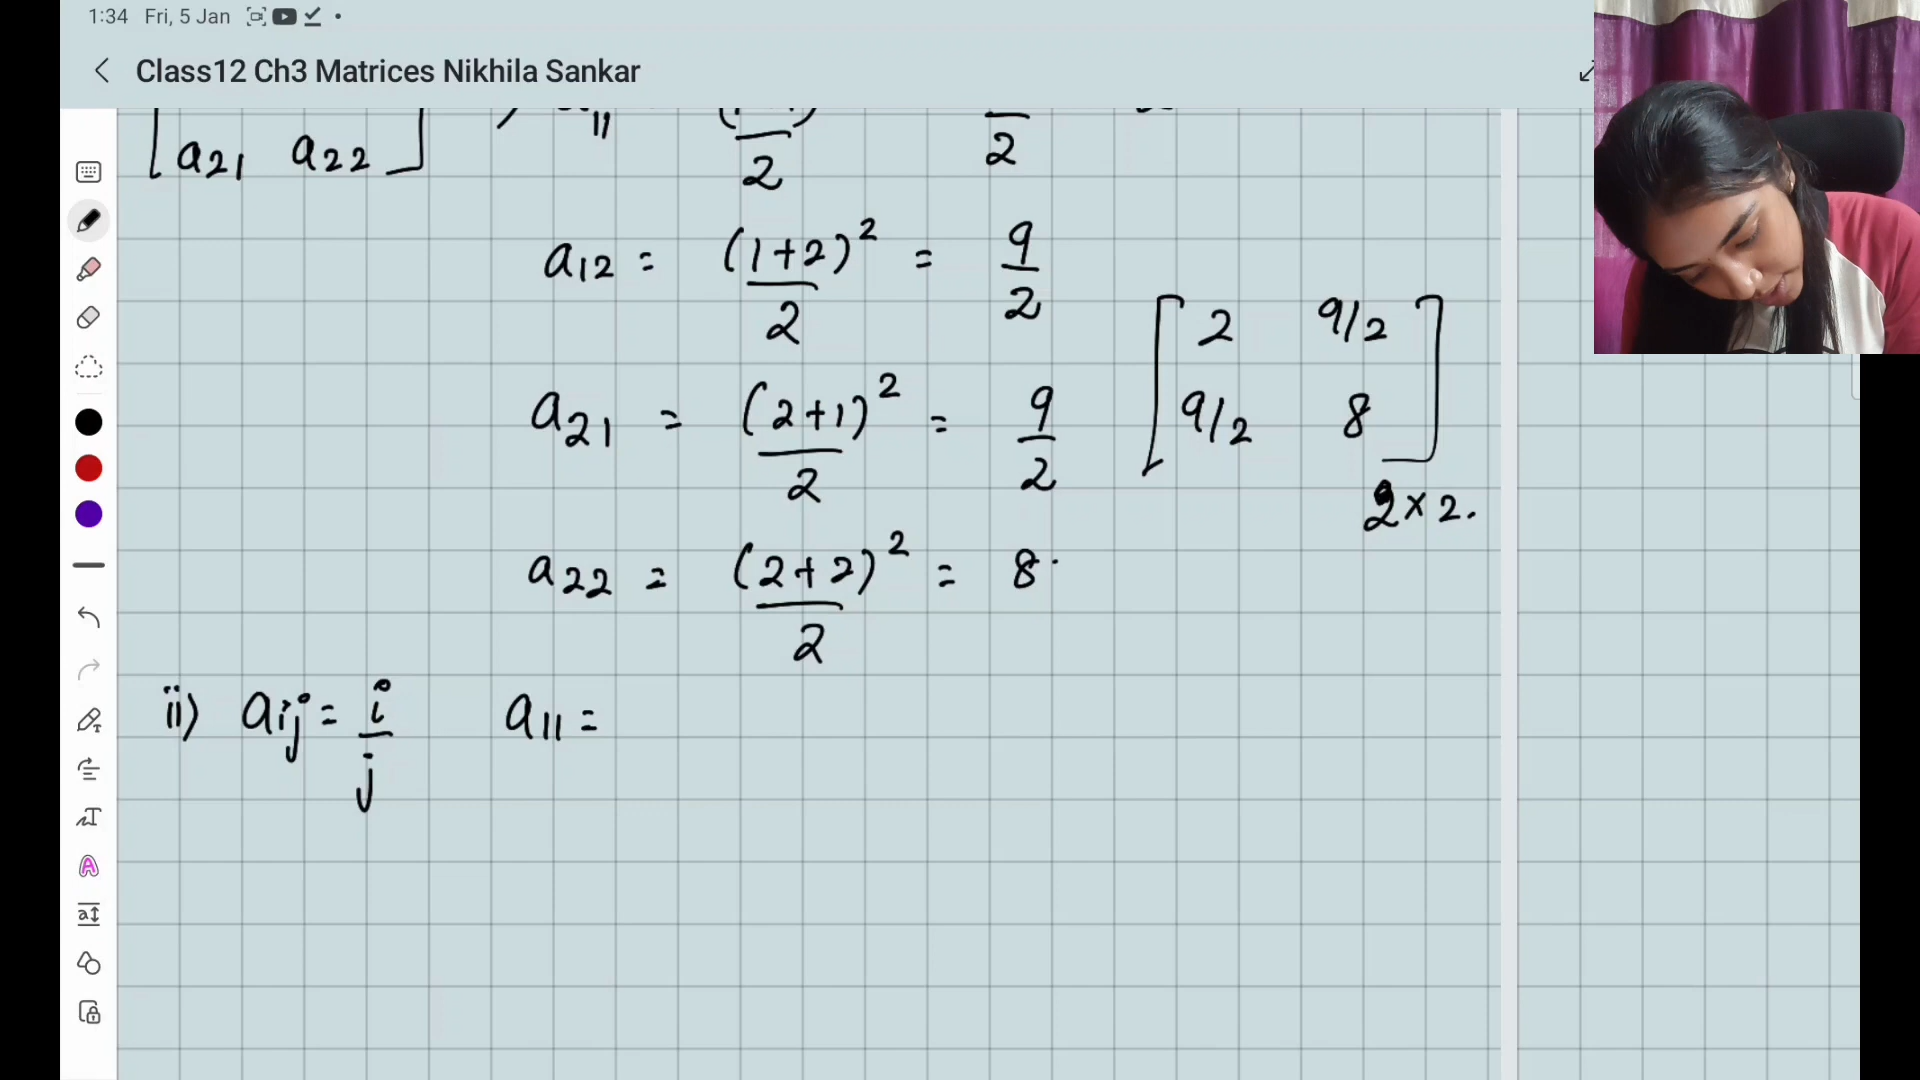 1:34 Fri, 5 Jan
Class12 Ch3 Matrices Nikhila Sankar
a21 a22
11
2
2
a12 = (1+2)²/2 = 9/2
a21 = (2+1)²/2 = 9/2
[2 9/2
9/2 8] 2×2.
a22 = (2+2)²/2 = 8.
ii) aij = i/j a11 =